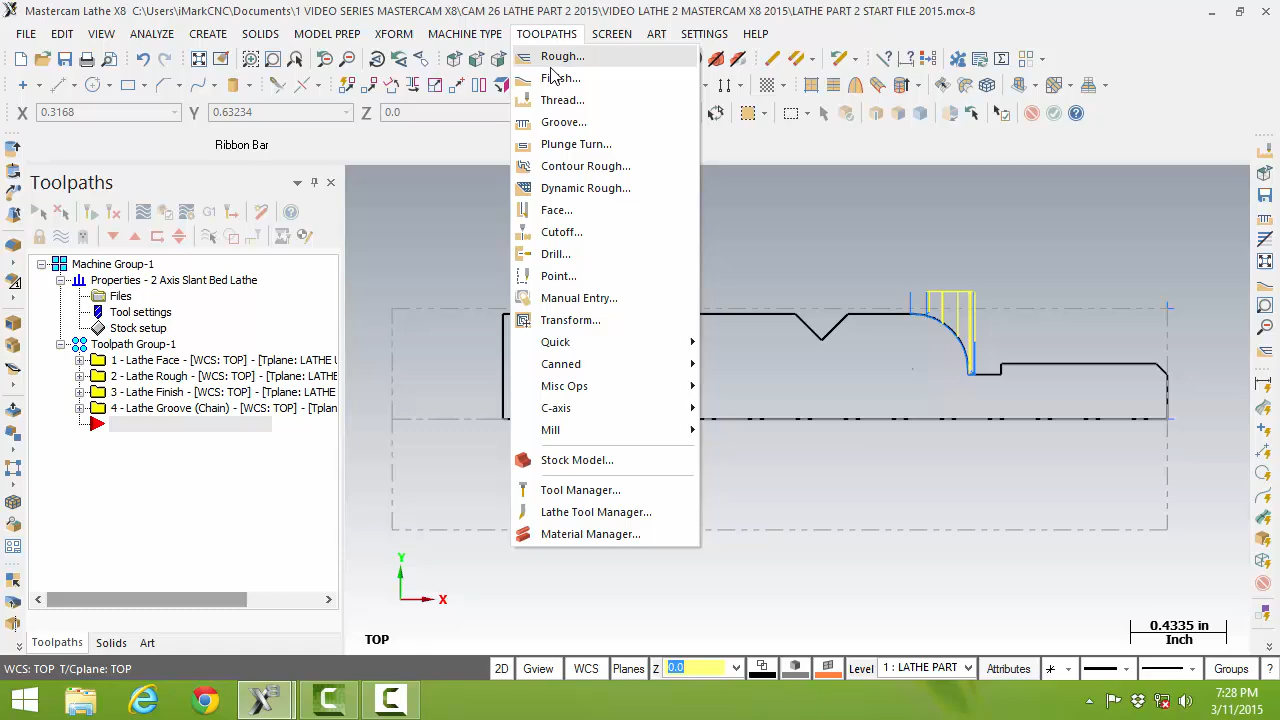 Mastercam Lathe X8  C:\Users\iMarkCNC\Documents\1 VIDEO SERIES MASTERCAM X8\CAM 26 LATHE PART 2 2015\VIDEO LATHE 2 MASTERCAM X8 2015\LATHE PART 2 START FILE 2015.mcx-8
FILE EDIT VIEW ANALYZE CREATE SOLIDS MODEL PREP XFORM MACHINE TYPE TOOLPATHS SCREEN ART SETTINGS HELP
X 0.3168 Y 0.63234 Z 0.0
Ribbon Bar
Toolpaths
G1
Machine Group-1
Properties - 2 Axis Slant Bed Lathe
Files
Tool settings
Stock setup
Toolpath Group-1
1 - Lathe Face - [WCS: TOP] - [Tplane: LATHE U
2 - Lathe Rough - [WCS: TOP] - [Tplane: LATHE
3 - Lathe Finish - [WCS: TOP] - [Tplane: LATHE
4 - Lathe Groove (Chain) - [WCS: TOP] - [Tplan
Toolpaths Solids Art
Rough...
Finish...
Thread...
Groove...
Plunge Turn...
Contour Rough...
Dynamic Rough...
Face...
Cutoff...
Drill...
Point...
Manual Entry...
Transform...
Quick
Canned
Misc Ops
C-axis
Mill
Stock Model...
Tool Manager...
Lathe Tool Manager...
Material Manager...
Y
X
TOP
0.4335 in
Inch
WCS: TOP T/Cplane: TOP
2D Gview WCS Planes Z 0.0 Level 1 : LATHE PART Attributes Groups ?
7:28 PM
3/11/2015